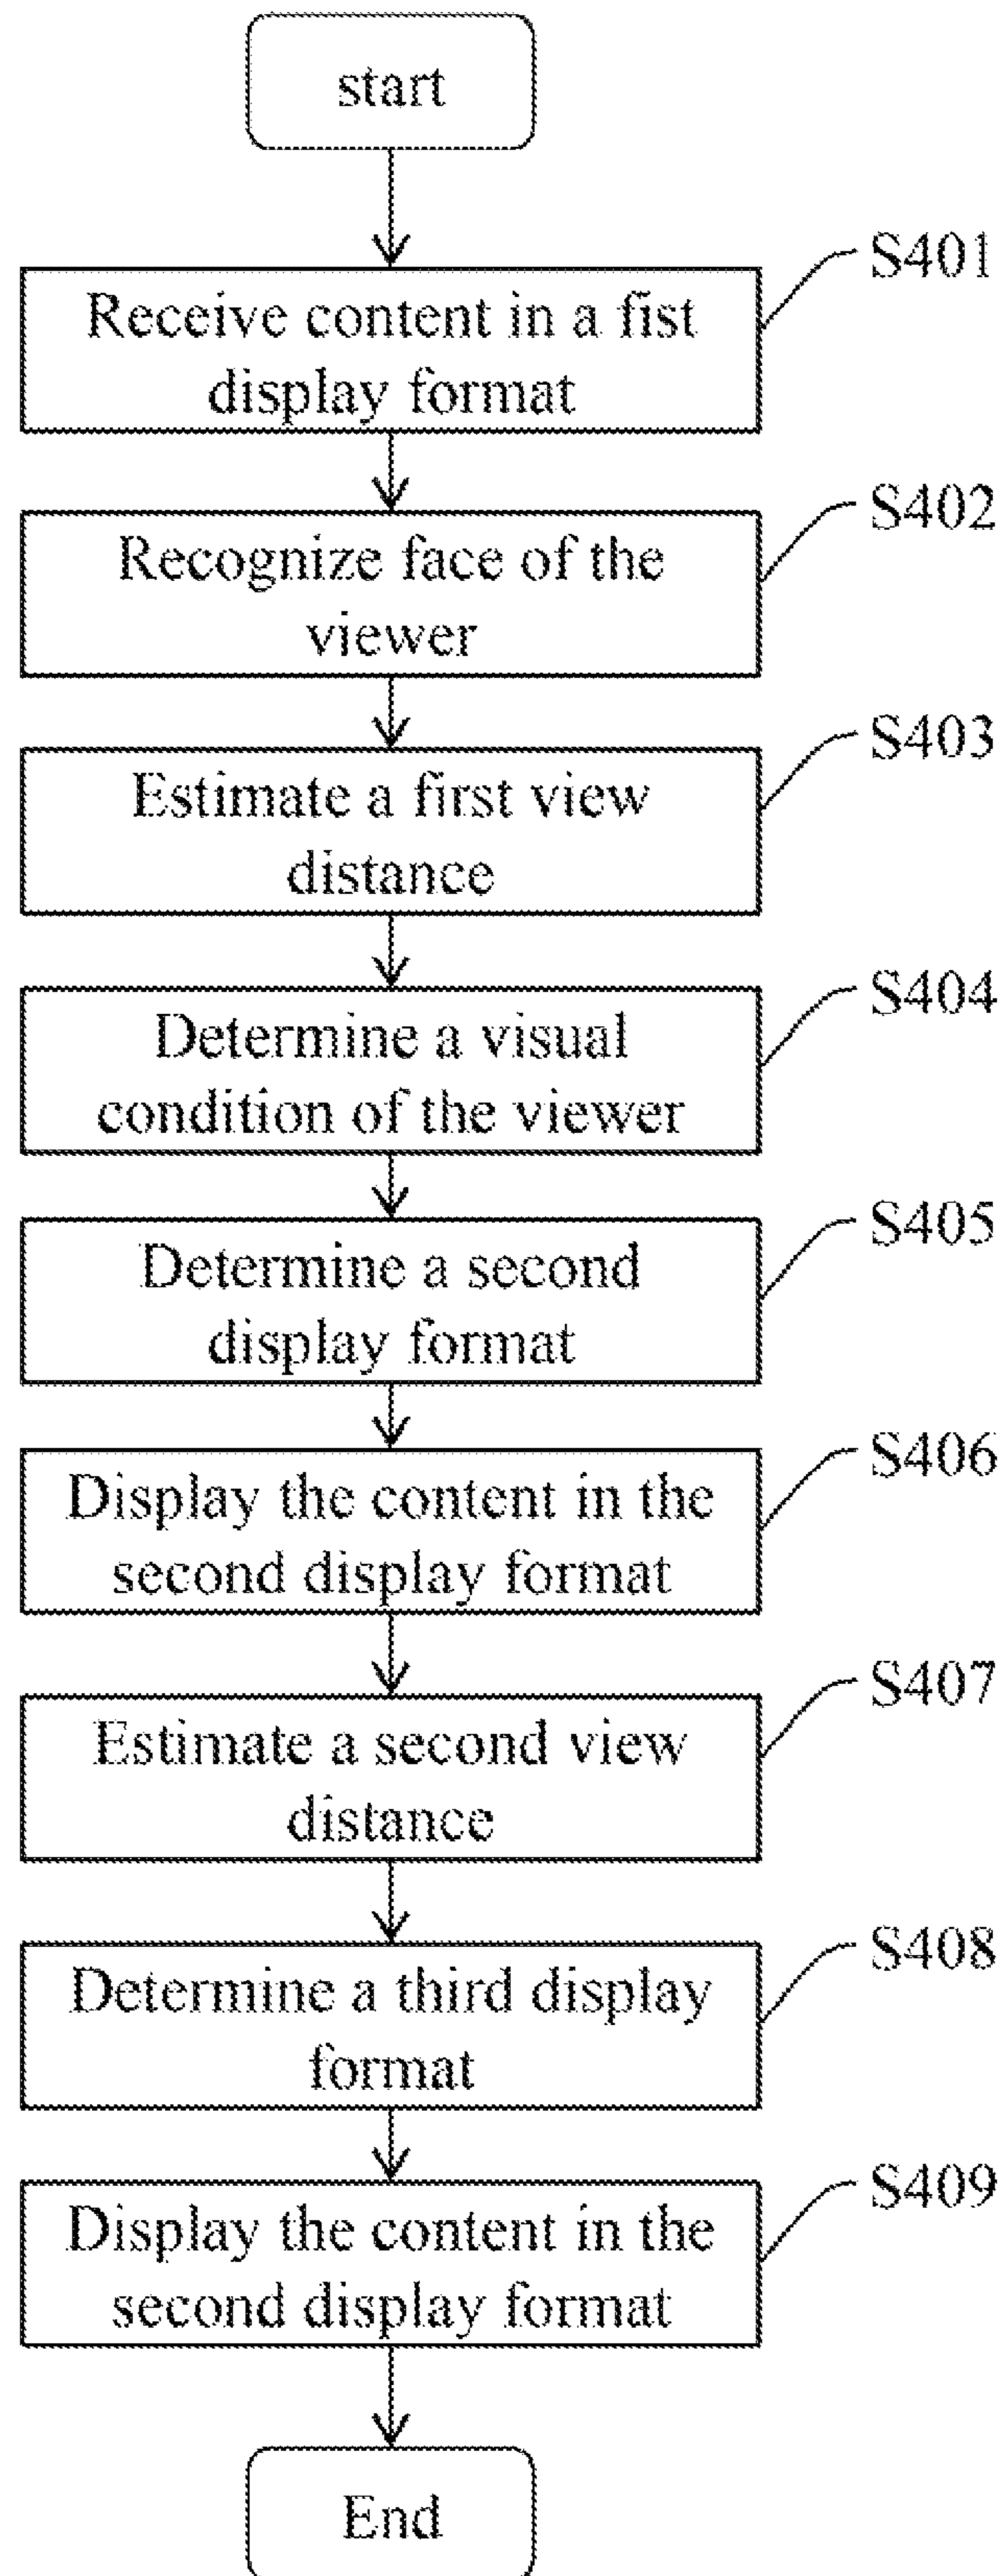 start
S401
Receive content in a fist
display format
S402
Recognize face of the
viewer
S403
Estimate a first view
distance
S404
Determine a visual
condition of the viewer
S405
Determine a second
display format
S406
Display the content in the
second display format
S407
Estimate a second view
distance
S408
Determine a third display
format
S409
Display the content in the
second display format
End